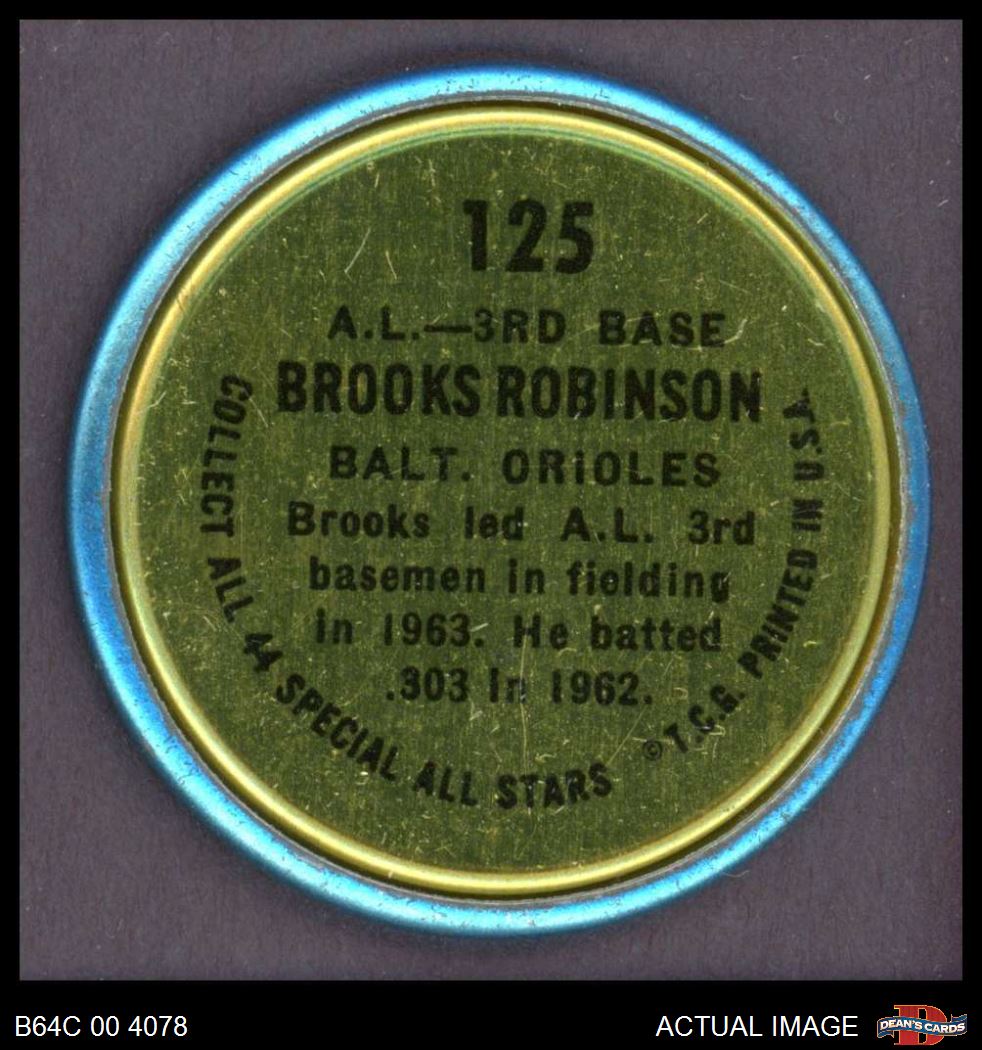 125
A.L.—3RD BASE
BROOKS ROBINSON
BALT. ORIOLES
Brooks led A.L. 3rd
basemen in fielding
in 1963. He batted
.303 in 1962.
COLLECT ALL 44 SPECIAL ALL STARS
© T.C.G. PRINTED IN U.S.A.
B64C 00 4078
ACTUAL IMAGE
DEAN'S CARDS